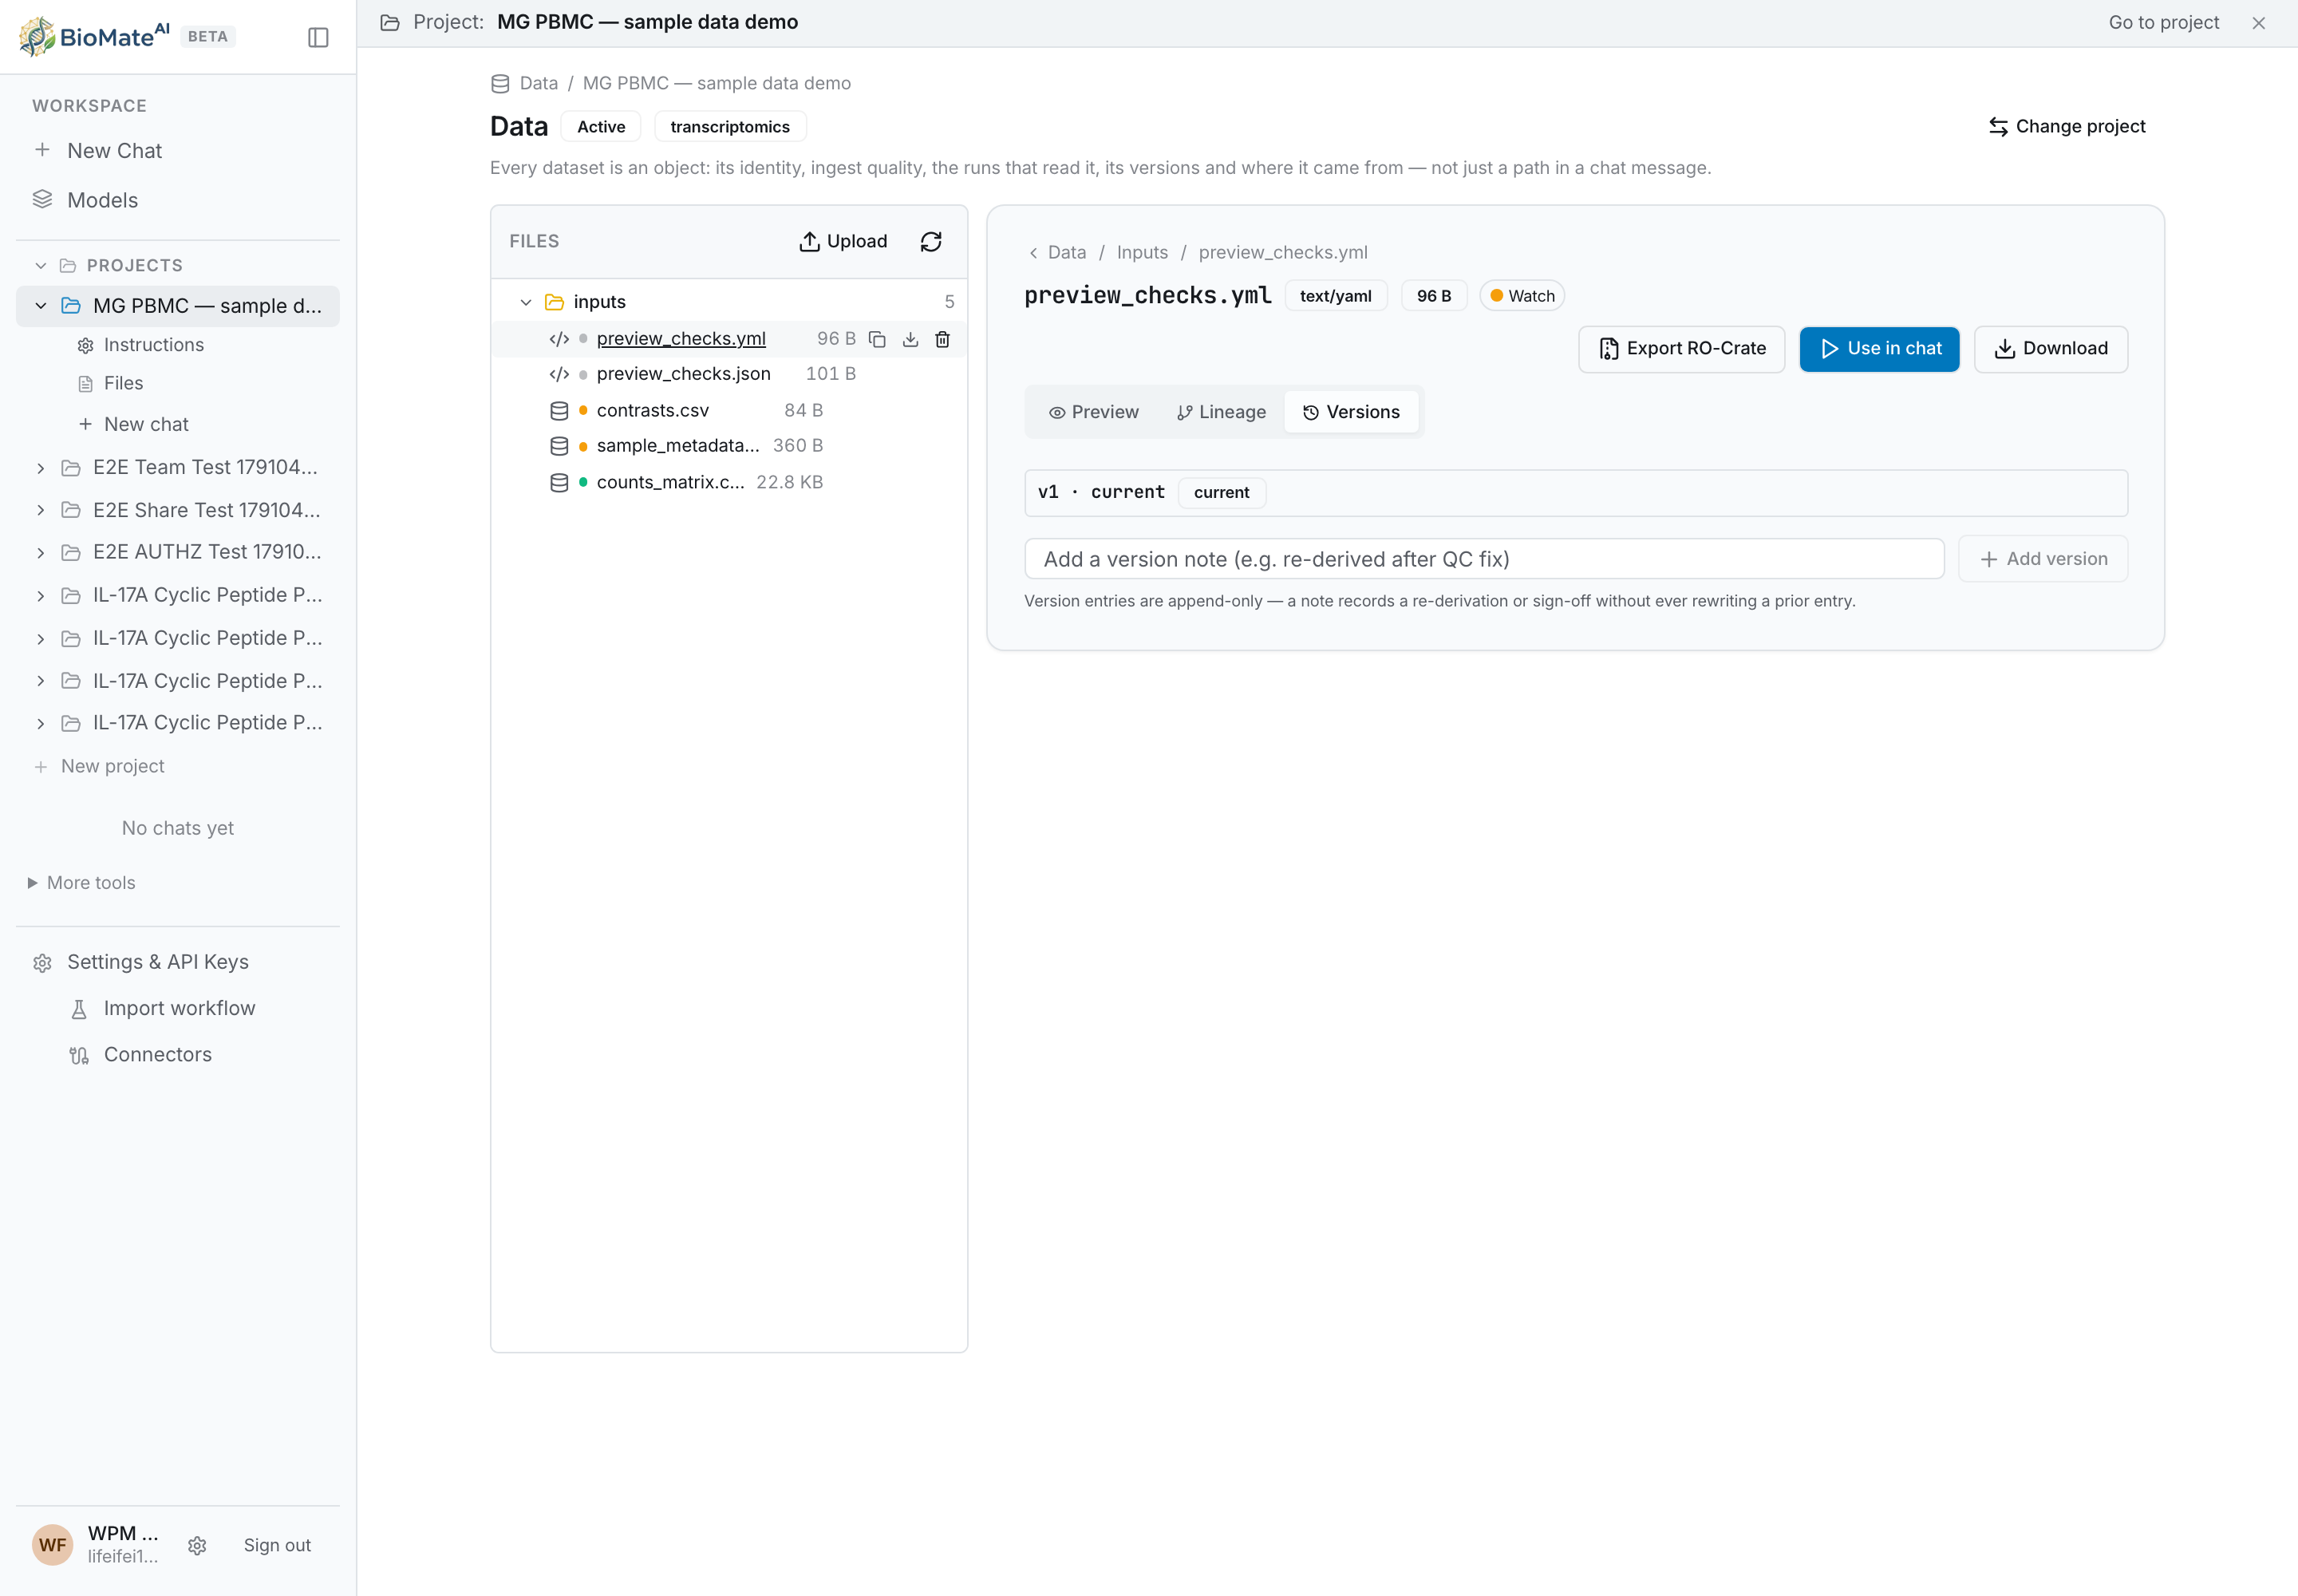 BioMate AI BETA
WORKSPACE
New Chat
Models
PROJECTS
MG PBMC — sample d...
Instructions
Files
New chat
E2E Team Test 179104...
E2E Share Test 179104...
E2E AUTHZ Test 17910...
IL-17A Cyclic Peptide P...
IL-17A Cyclic Peptide P...
IL-17A Cyclic Peptide P...
IL-17A Cyclic Peptide P...
New project
No chats yet
More tools
Settings & API Keys
Import workflow
Connectors
WF
WPM ...
lifeifei1...
Sign out
Project: MG PBMC — sample data demo
Go to project
Data / MG PBMC — sample data demo
Data Active transcriptomics
Change project
Every dataset is an object: its identity, ingest quality, the runs that read it, its versions and where it came from — not just a path in a chat message.
FILES Upload
inputs 5
preview_checks.yml 96 B
preview_checks.json 101 B
contrasts.csv 84 B
sample_metadata... 360 B
counts_matrix.c... 22.8 KB
Data / Inputs / preview_checks.yml
preview_checks.yml text/yaml 96 B Watch
Export RO-Crate Use in chat Download
Preview Lineage Versions
v1 · current current
Add a version note (e.g. re-derived after QC fix) Add version
Version entries are append-only — a note records a re-derivation or sign-off without ever rewriting a prior entry.